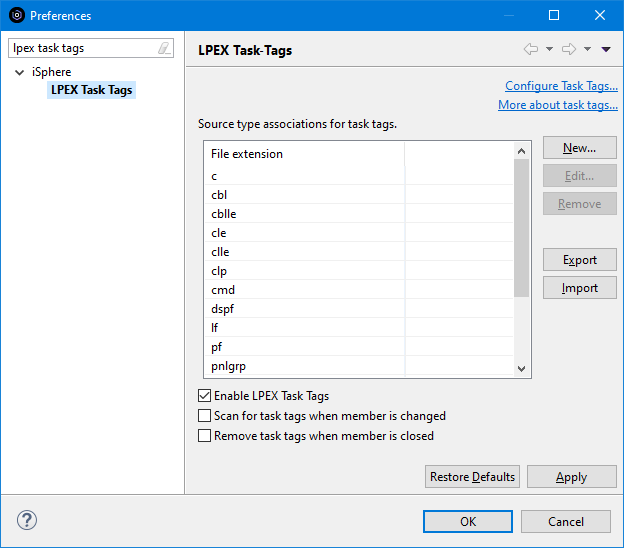 Preferences
lpex task tags
iSphere
LPEX Task Tags
LPEX Task-Tags
Configure Task Tags...
More about task tags...
Source type associations for task tags.
File extension
c
cbl
cblle
cle
clle
clp
cmd
dspf
lf
pf
pnlgrp
New...
Edit...
Remove
Export
Import
Enable LPEX Task Tags
Scan for task tags when member is changed
Remove task tags when member is closed
Restore Defaults
Apply
?
OK
Cancel